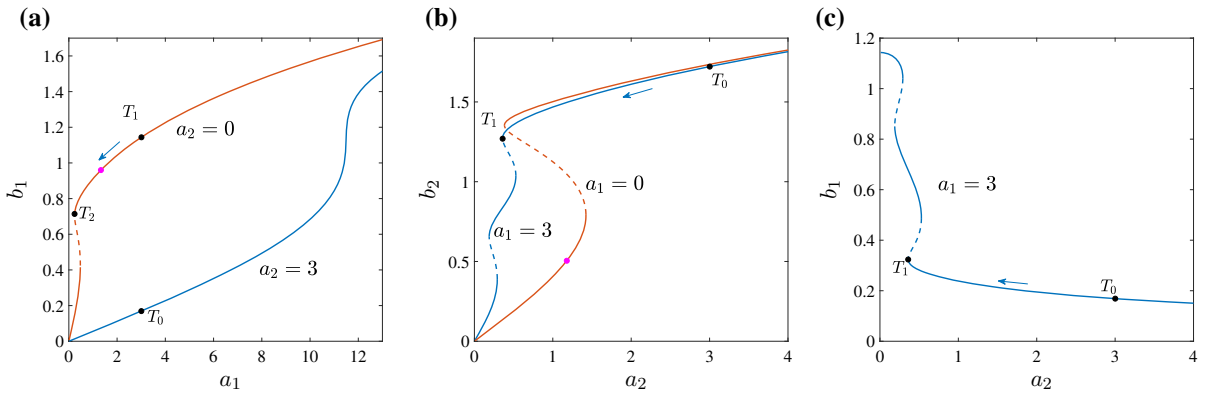 (a)
1.6
1.4
1.2
1
0.8
0.6
0.4
0.2
0
b₁
T₁
a₂ = 0
T₂
a₂ = 3
T₀
0 2 4 6 8 10 12
a₁
(b)
1.5
1
0.5
0
b₂
T₀
T₁
a₁ = 0
a₁ = 3
0 1 2 3 4
a₂
(c)
1.2
1
0.8
0.6
0.4
0.2
0
b₁
a₁ = 3
T₁
T₀
0 1 2 3 4
a₂